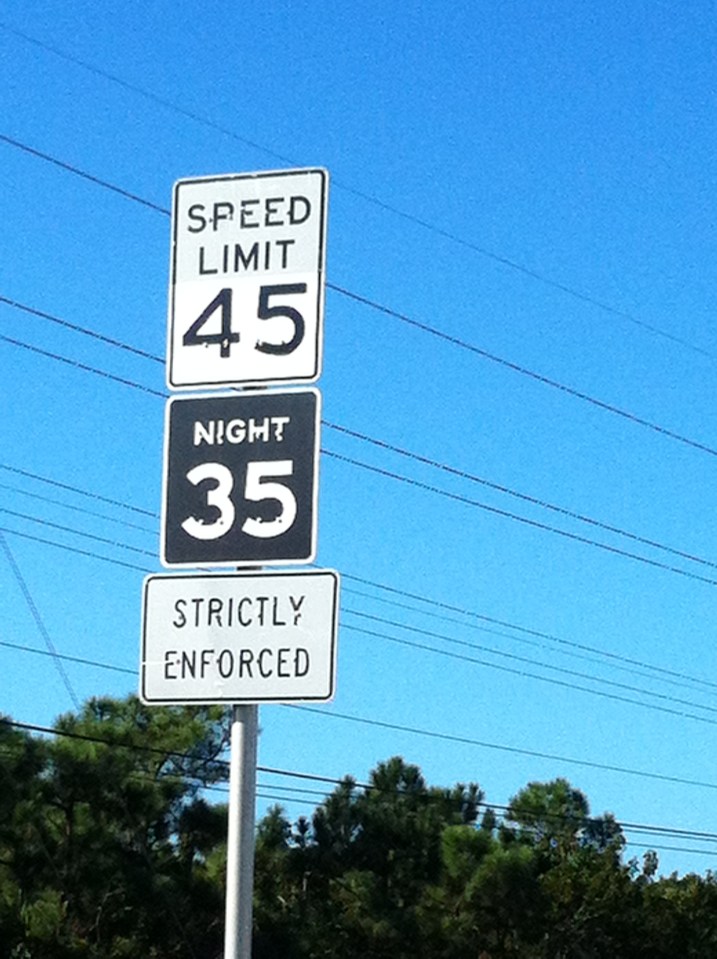 SPEED
LIMIT
45
NIGHT
35
STRICTLY
ENFORCED